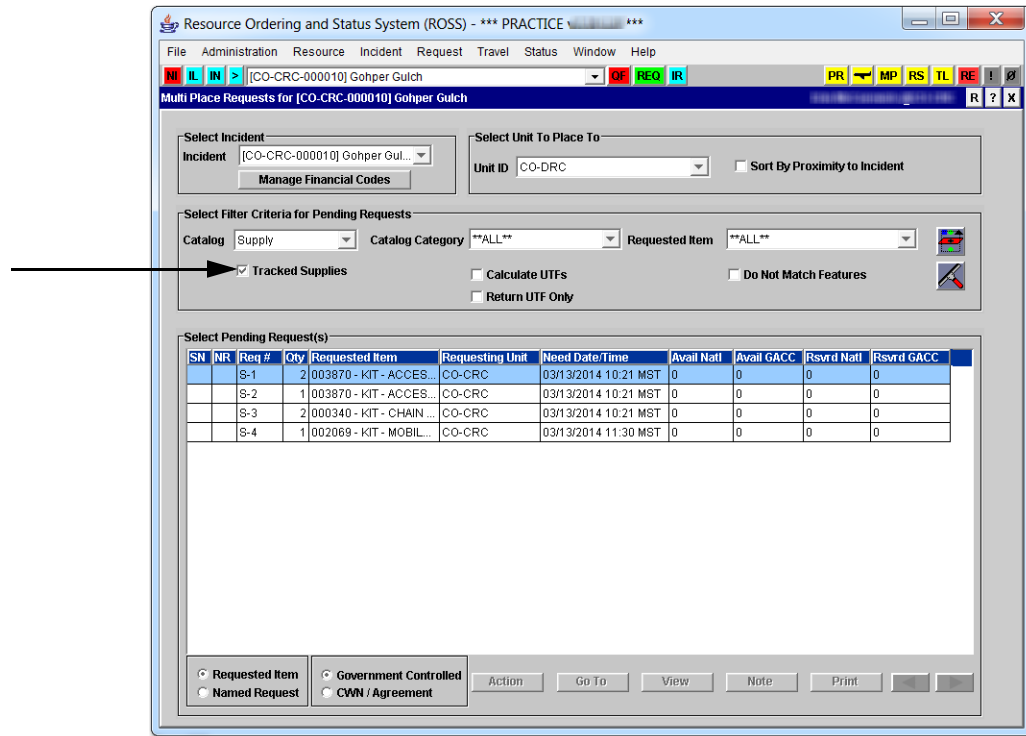 Resource Ordering and Status System (ROSS) - *** PRACTICE ***
File Administration Resource Incident Request Travel Status Window Help
NI IL IN > [CO-CRC-000010] Gohper Gulch OF REQ IR PR MP RS TL RE ! Ø
Multi Place Requests for [CO-CRC-000010] Gohper Gulch R ? X
Select Incident
Incident [CO-CRC-000010] Gohper Gul...
Manage Financial Codes
Select Unit To Place To
Unit ID CO-DRC Sort By Proximity to Incident
Select Filter Criteria for Pending Requests
Catalog Supply Catalog Category **ALL** Requested Item **ALL**
Tracked Supplies Calculate UTFs Do Not Match Features
Return UTF Only
Select Pending Request(s)
SN NR Req # Qty Requested Item Requesting Unit Need Date/Time Avail Natl Avail GACC Rsvrd Natl Rsvrd GACC
S-1 2 003870 - KIT - ACCES... CO-CRC 03/13/2014 10:21 MST 0 0 0 0
S-2 1 003870 - KIT - ACCES... CO-CRC 03/13/2014 10:21 MST 0 0 0 0
S-3 2 000340 - KIT - CHAIN ... CO-CRC 03/13/2014 10:21 MST 0 0 0 0
S-4 1 002069 - KIT - MOBIL... CO-CRC 03/13/2014 11:30 MST 0 0 0 0
Requested Item Government Controlled Action Go To View Note Print
Named Request CWN / Agreement